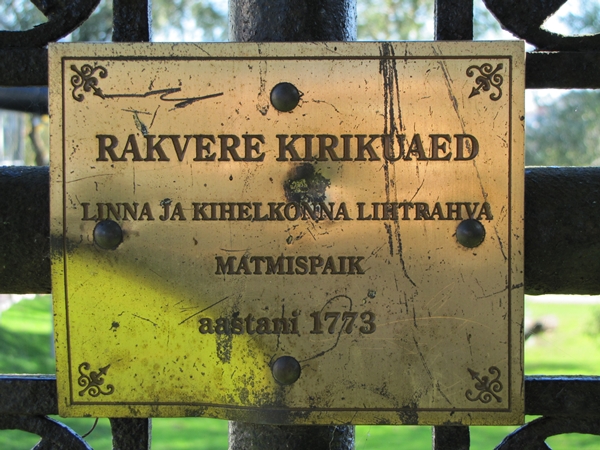 RAKVERE KIRIKUAED
LINNA JA KIHELKONNA LIHTRAHVA
MATMISPAIK
aastani 1773